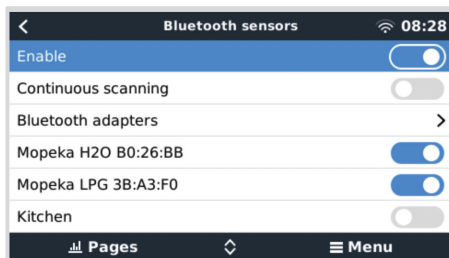 Bluetooth sensors 08:28
Enable
Continuous scanning
Bluetooth adapters
Mopeka H2O B0:26:BB
Mopeka LPG 3B:A3:F0
Kitchen
Pages Menu